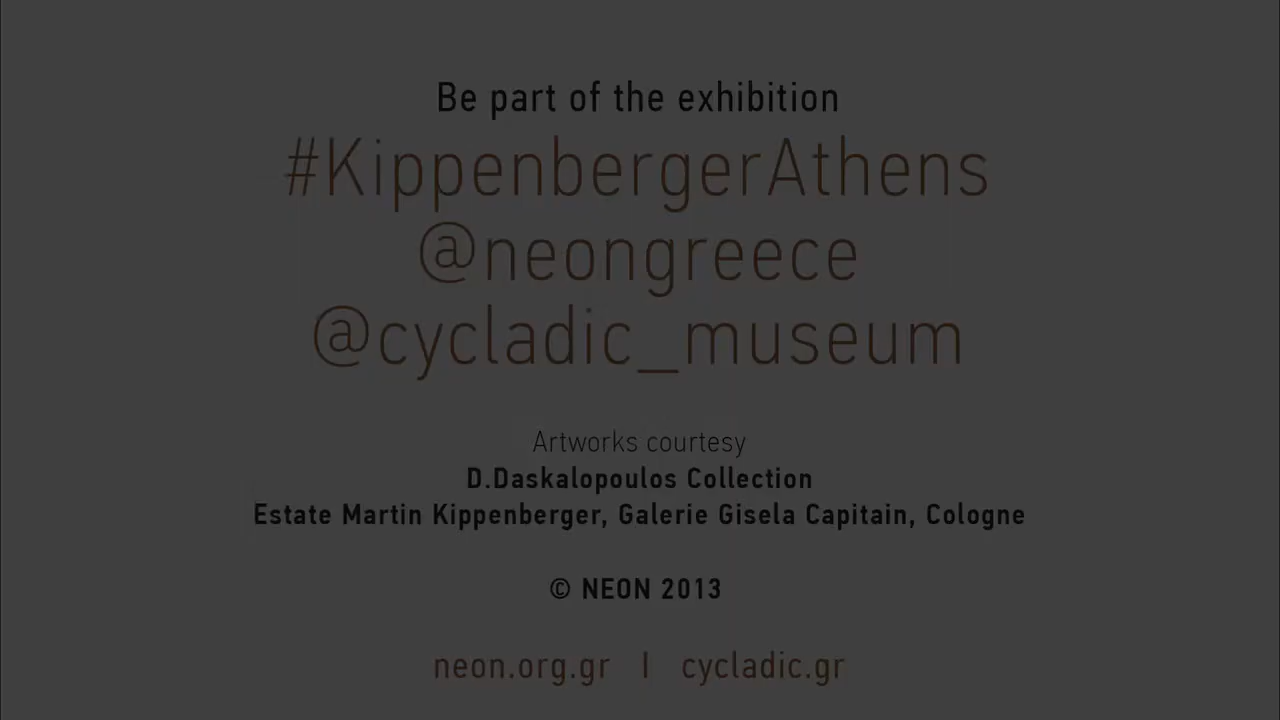 Be part of the exhibition
#KippenbergerAthens
@neongreece
@cycladic_museum
Artworks courtesy
D.Daskalopoulos Collection
Estate Martin Kippenberger, Galerie Gisela Capitain, Cologne
© NEON 2013
neon.org.gr I cycladic.gr